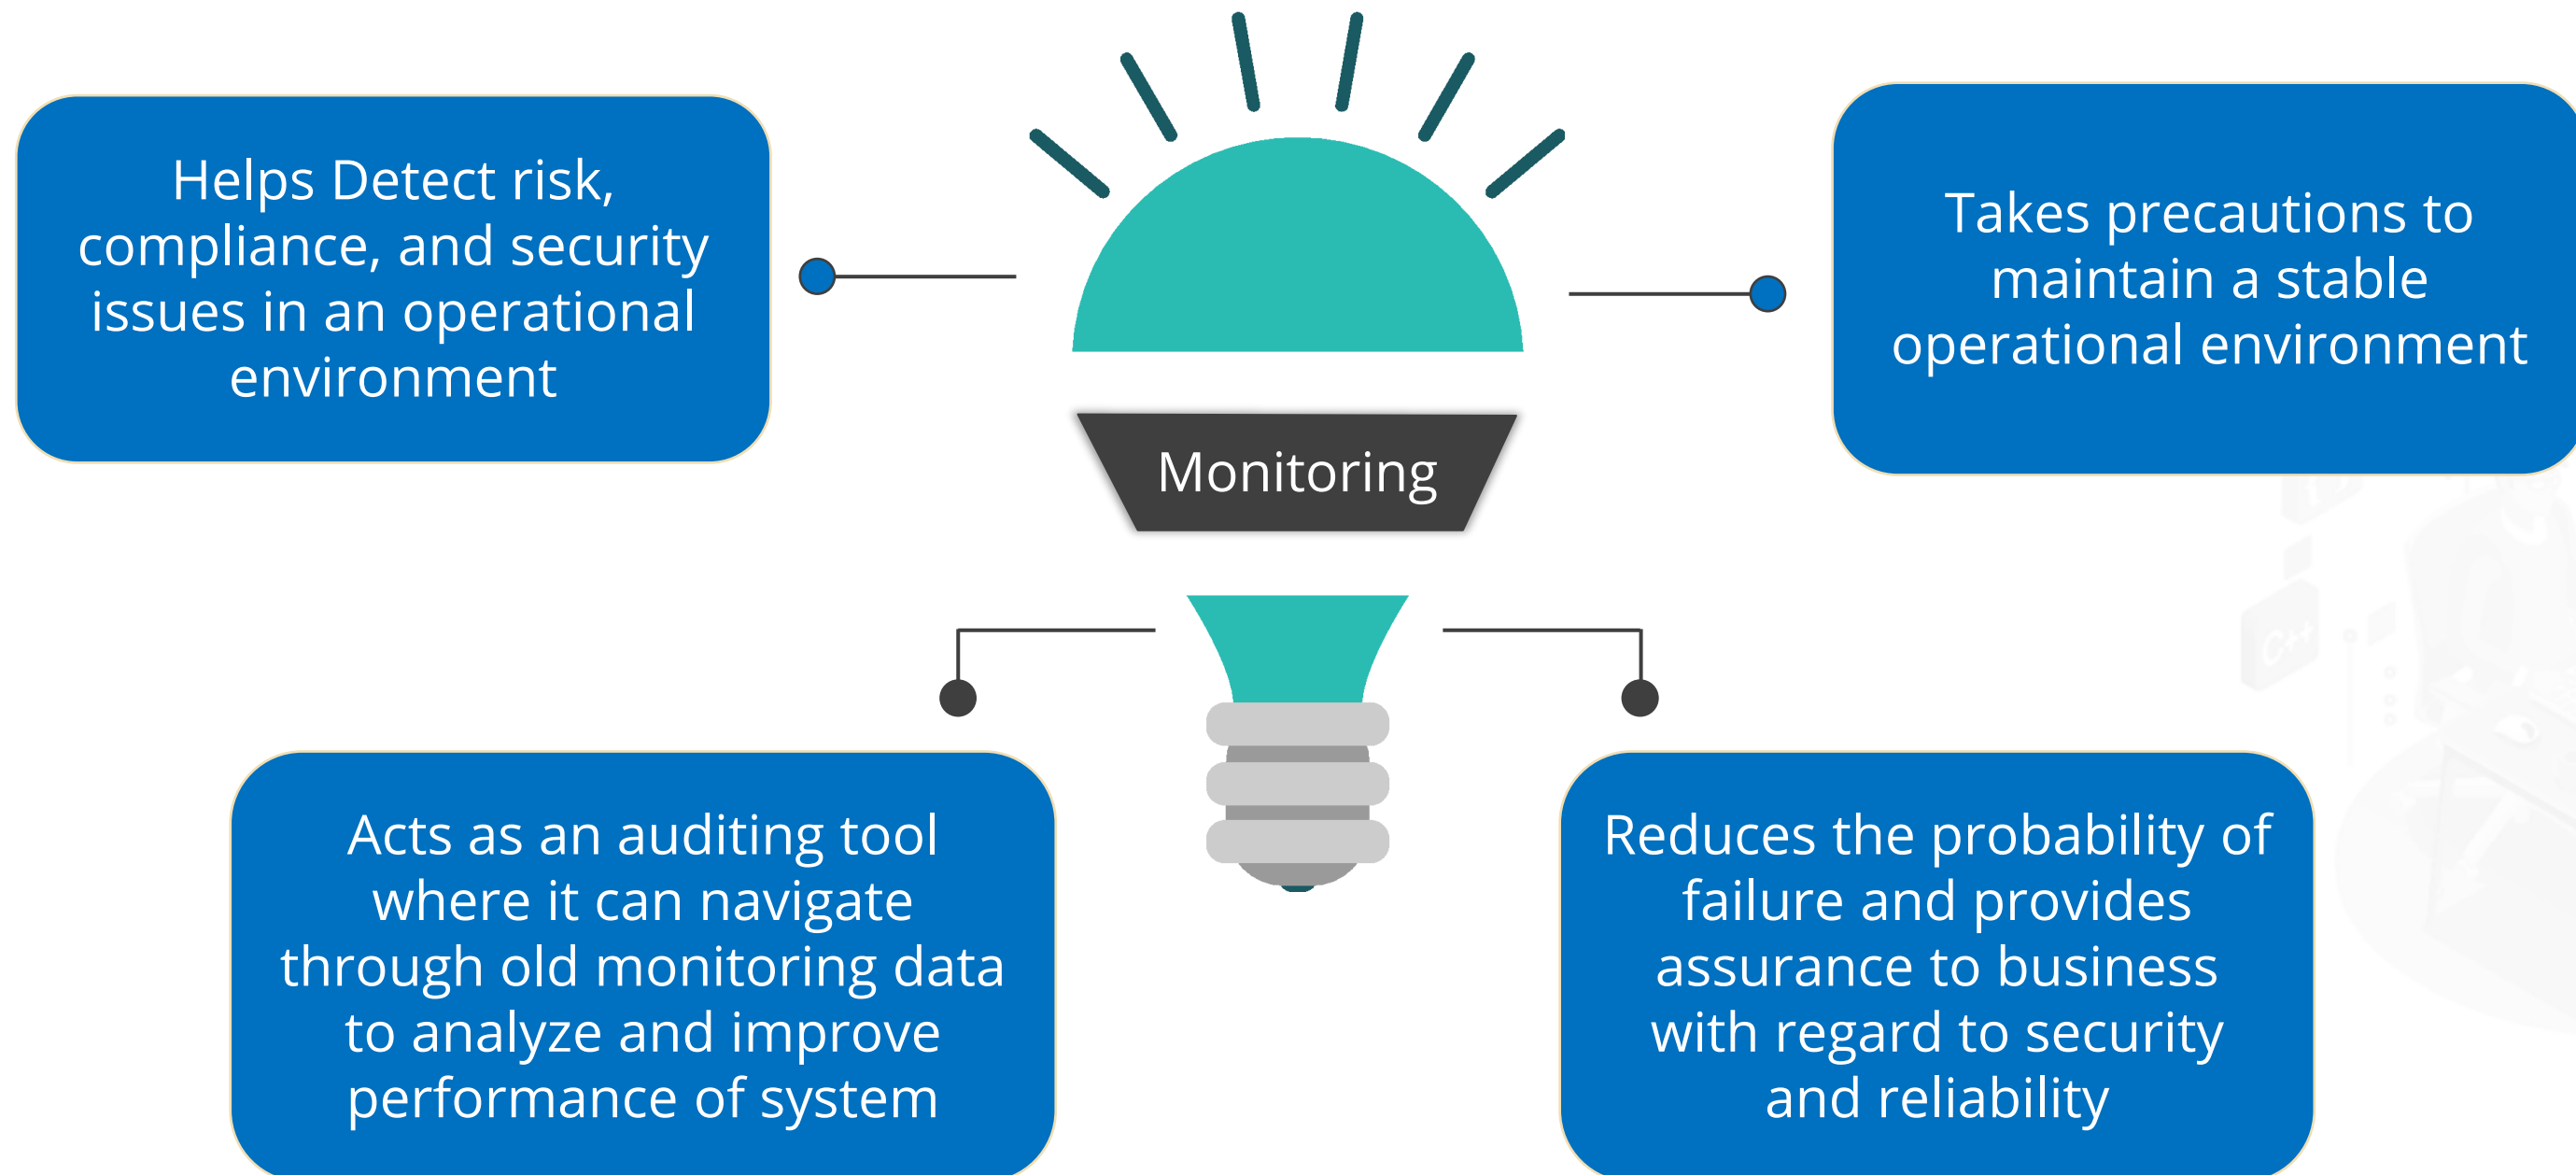 Helps Detect risk,
compliance, and security
issues in an operational
environment
Takes precautions to
maintain a stable
operational environment
Monitoring
Acts as an auditing tool
where it can navigate
through old monitoring data
to analyze and improve
performance of system
Reduces the probability of
failure and provides
assurance to business
with regard to security
and reliability
C++